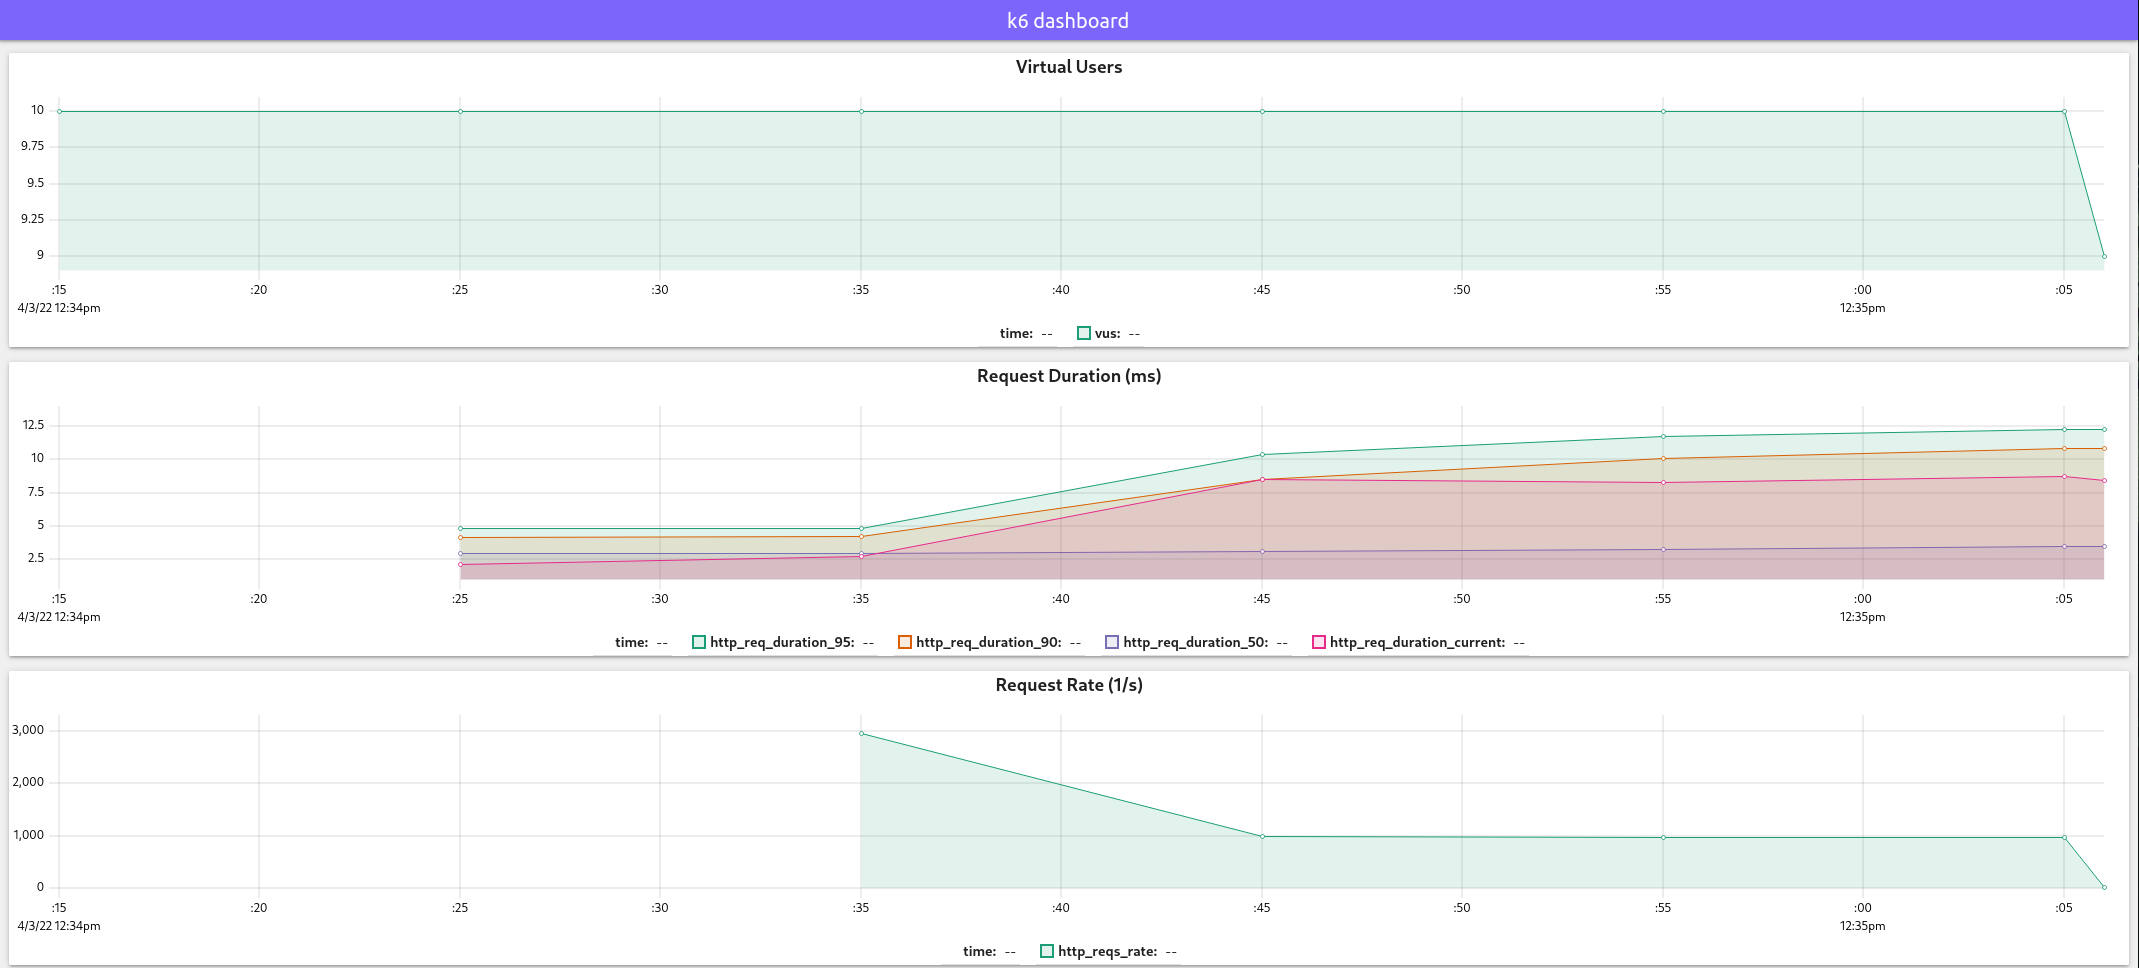 k6 dashboard
Virtual Users
10
9.75
9.5
9.25
9
:15 :20 :25 :30 :35 :40 :45 :50 :55 :00 :05
4/3/22 12:34pm 12:35pm
time: -- vus: --
Request Duration (ms)
12.5
10
7.5
5
2.5
:15 :20 :25 :30 :35 :40 :45 :50 :55 :00 :05
4/3/22 12:34pm 12:35pm
time: -- http_req_duration_95: -- http_req_duration_90: -- http_req_duration_50: -- http_req_duration_current: --
Request Rate (1/s)
3,000
2,000
1,000
0
:15 :20 :25 :30 :35 :40 :45 :50 :55 :00 :05
4/3/22 12:34pm 12:35pm
time: -- http_reqs_rate: --